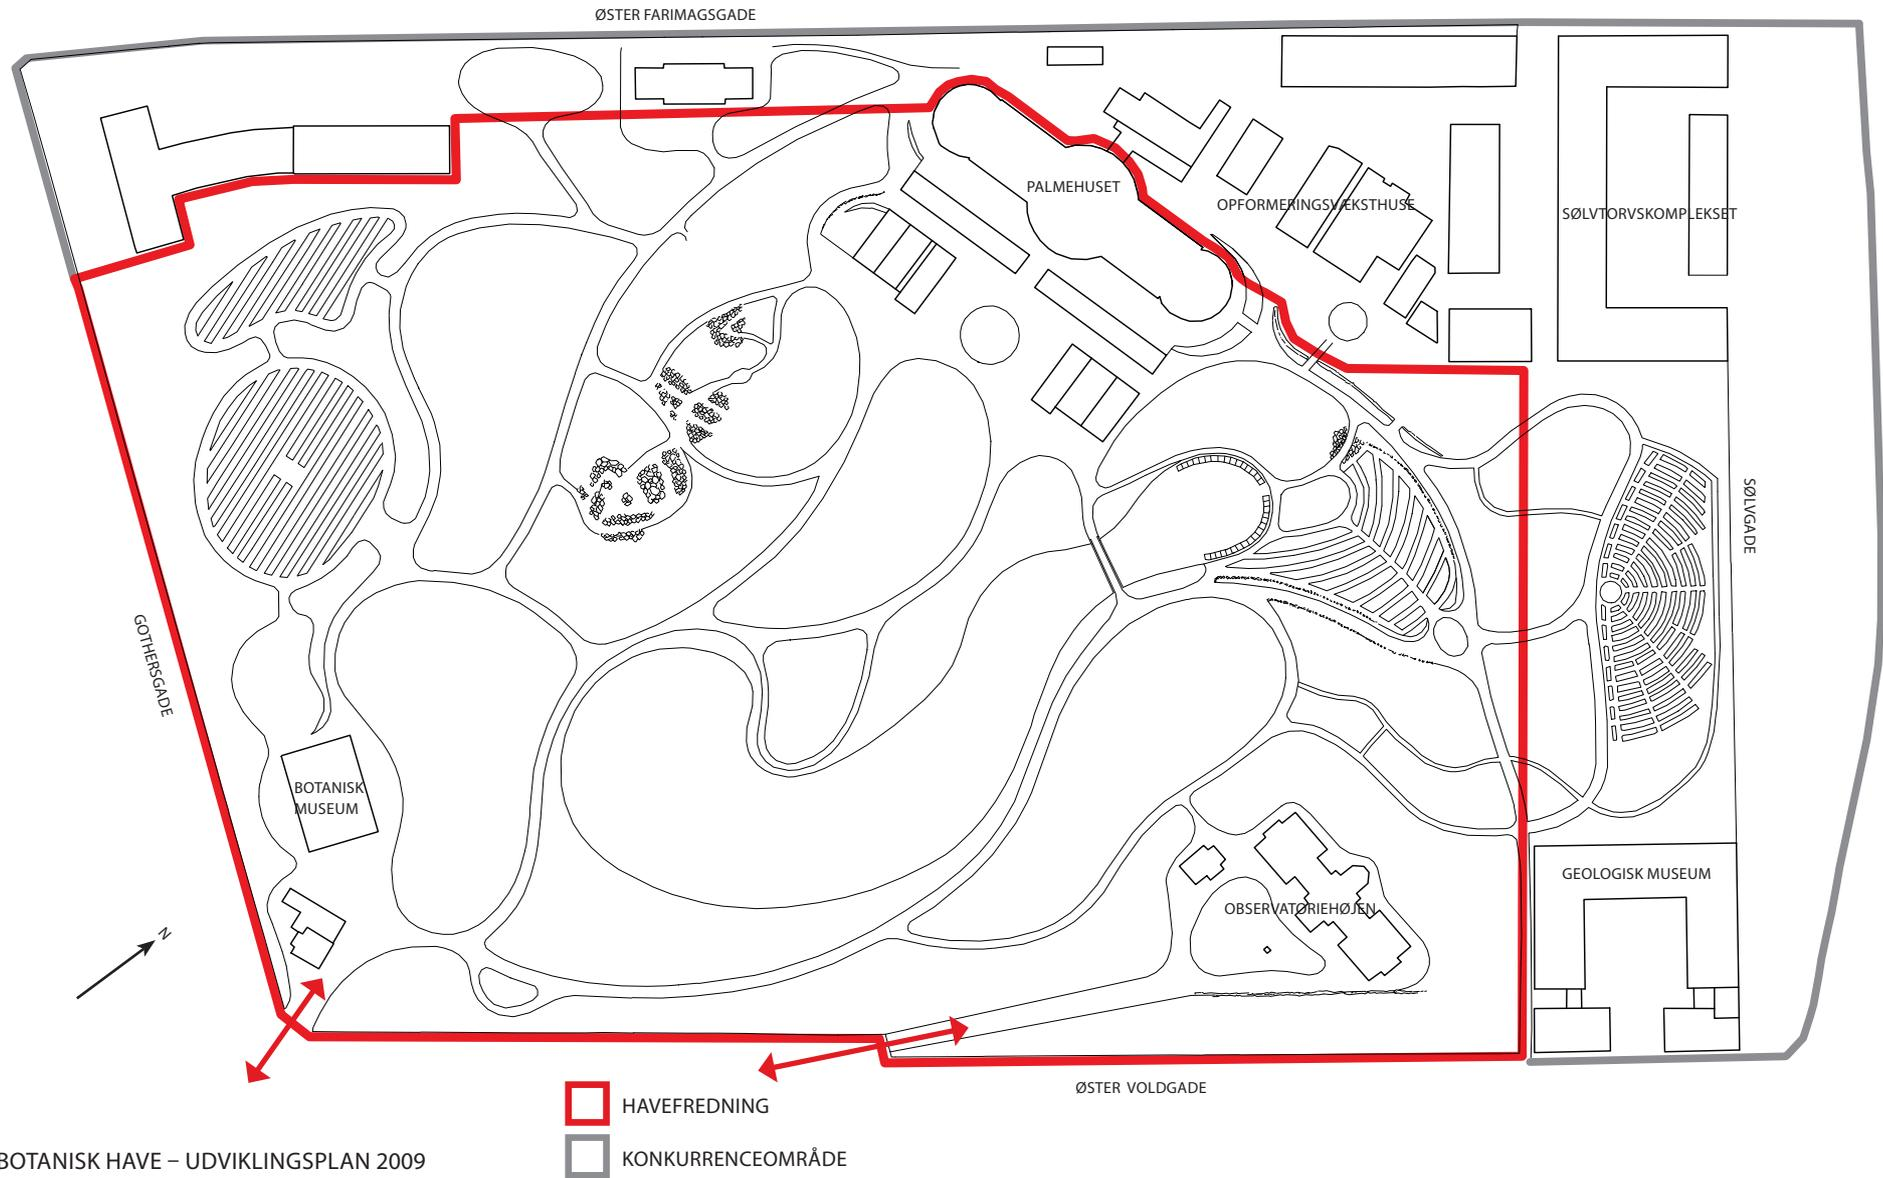 ØSTER FARIMAGSGADE
PALMEHUSET
OPFORMERINGSVÆKSTHUSE
SØLVTORVSKOMPLEKSET
SØLVGADE
GOTHERSGADE
BOTANISK
MUSEUM
GEOLOGISK MUSEUM
OBSERVATORIEHØJEN
N
ØSTER VOLDGADE
HAVEFREDNING
KONKURRENCEOMRÅDE
BOTANISK HAVE – UDVIKLINGSPLAN 2009